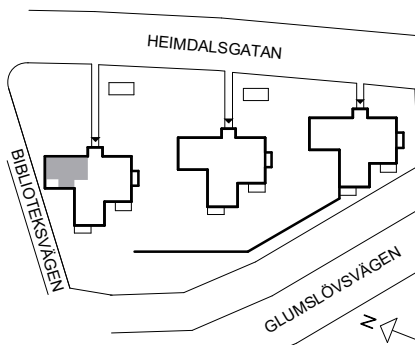 HEIMDALSGATAN
BIBLIOTEKSVÄGEN
GLUMSLÖVSVÄGEN
N